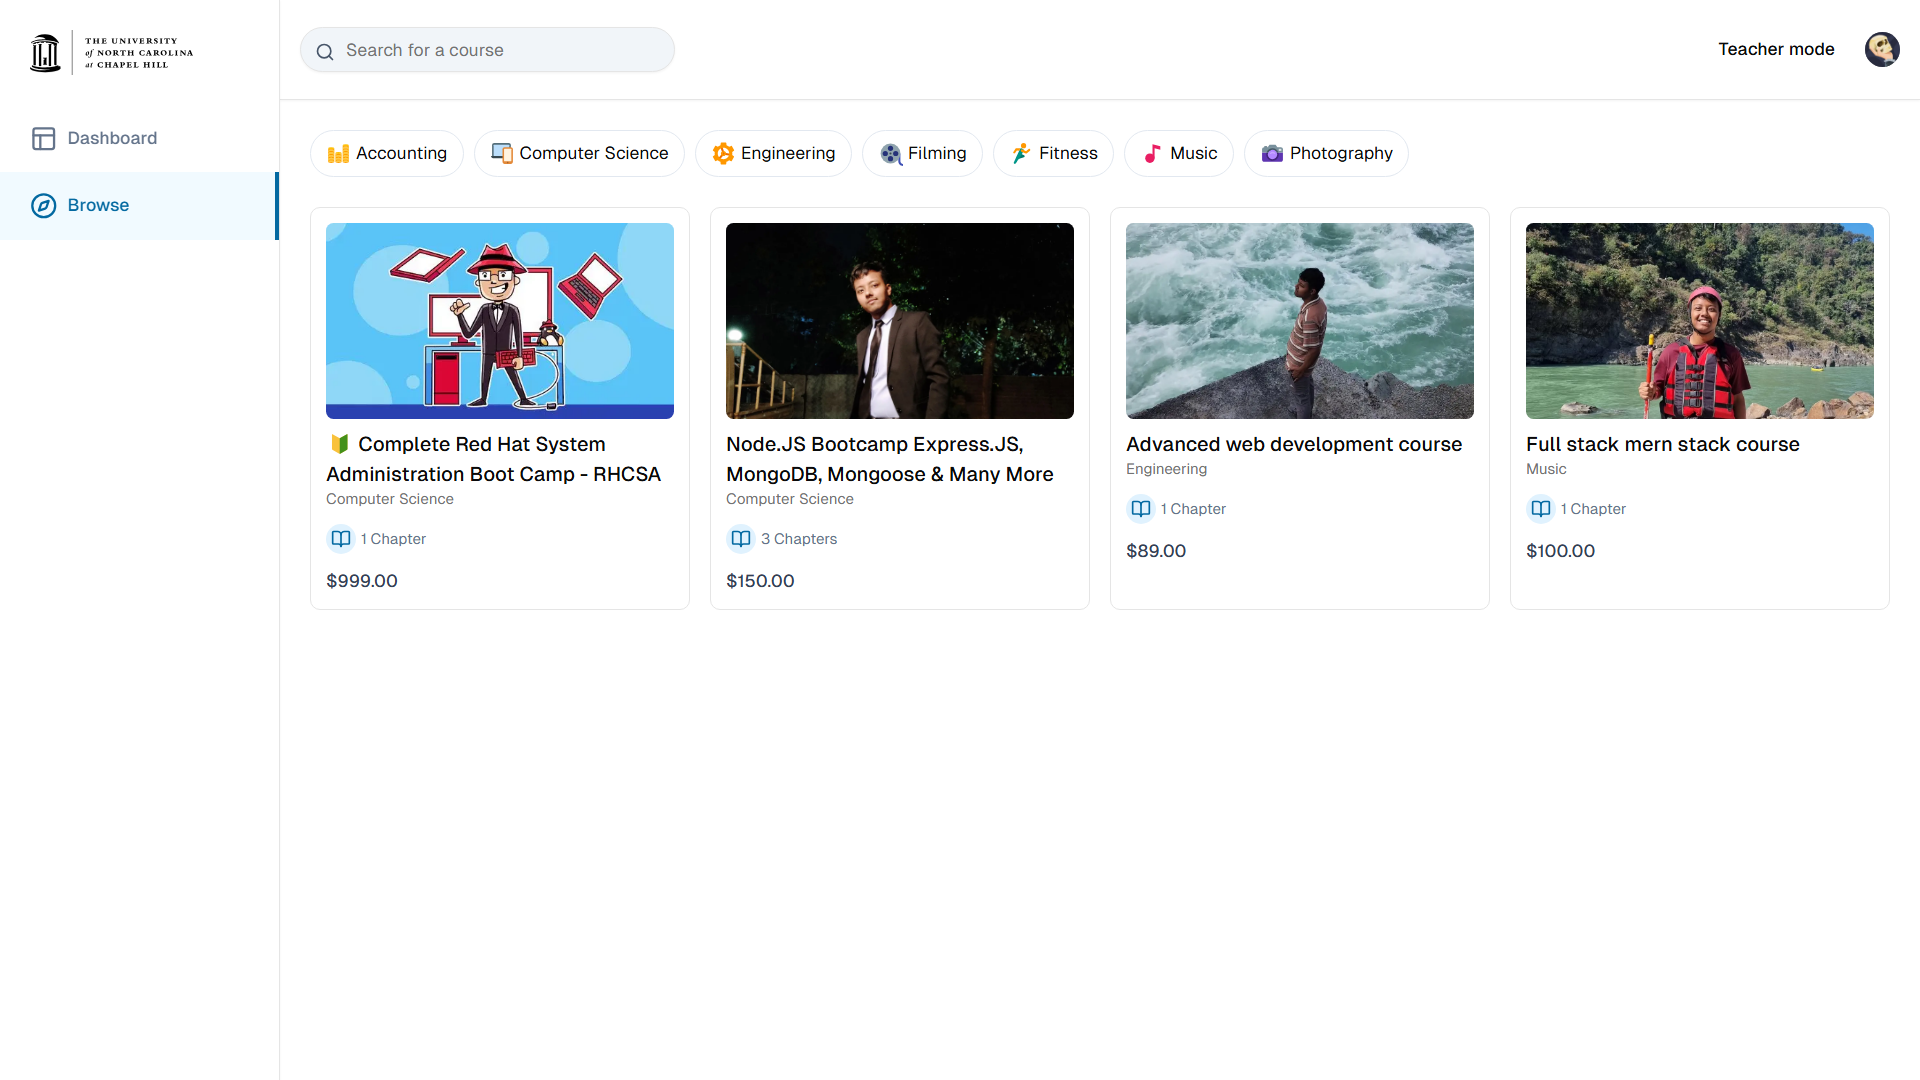 THE UNIVERSITY
of NORTH CAROLINA
at CHAPEL HILL
Search for a course
Teacher mode
Dashboard
Browse
Accounting
Computer Science
Engineering
Filming
Fitness
Music
Photography
Complete Red Hat System
Administration Boot Camp - RHCSA
Computer Science
1 Chapter
$999.00
Node.JS Bootcamp Express.JS,
MongoDB, Mongoose & Many More
Computer Science
3 Chapters
$150.00
Advanced web development course
Engineering
1 Chapter
$89.00
Full stack mern stack course
Music
1 Chapter
$100.00